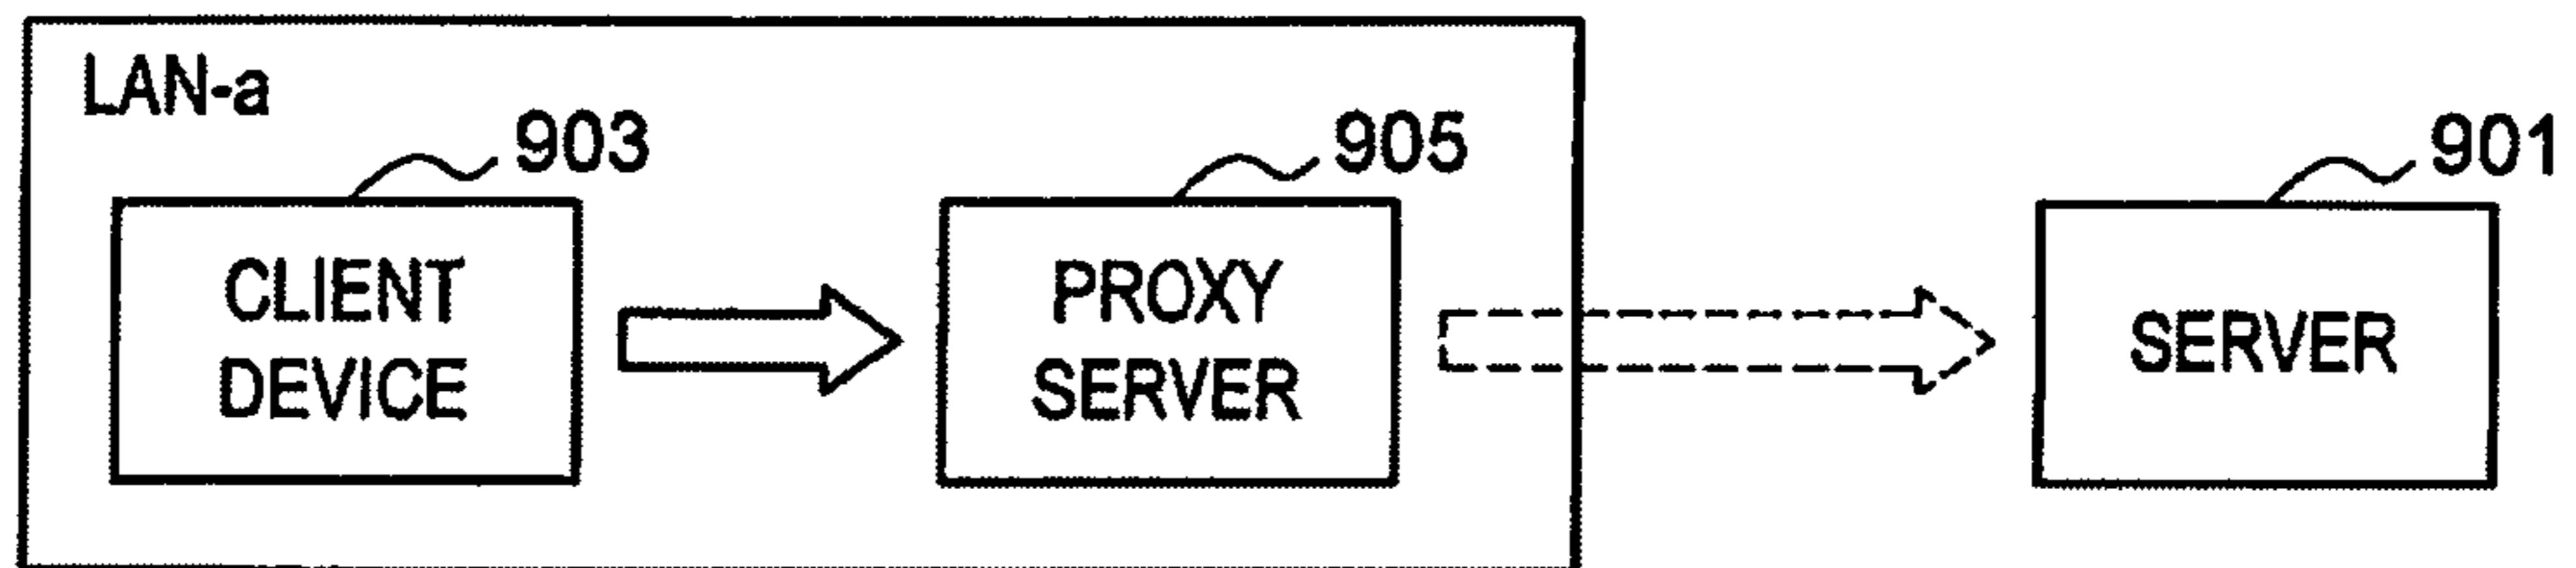 LAN-a
903
905
901
CLIENT
DEVICE
PROXY
SERVER
SERVER